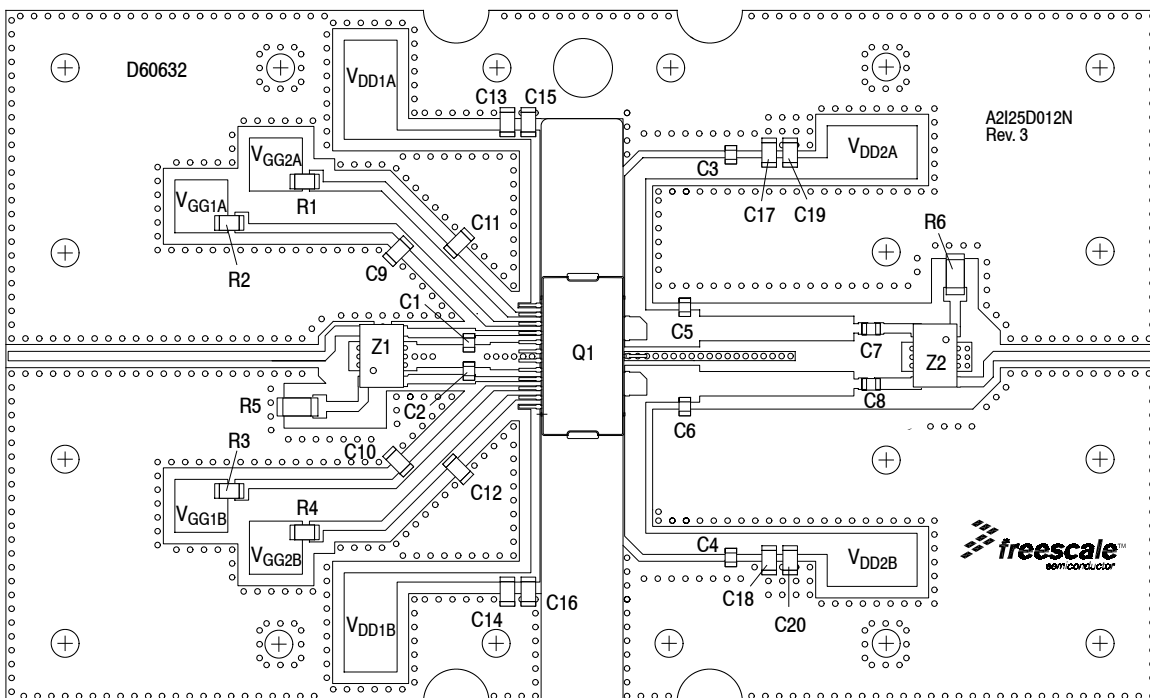 D60632
VDD1A
C13 C15
A2I25D012N
Rev. 3
VGG2A
C3
VDD2A
VGG1A
R1
C17 C19
C11
R6
R2
C9
C1
C5
Z1
Q1
C7
Z2
R5
C2
C8
C6
R3
C10
C12
R4
VGG1B
C4
VGG2B
VDD2B
freescale™
semiconductor
C18
C14 C16
C20
VDD1B